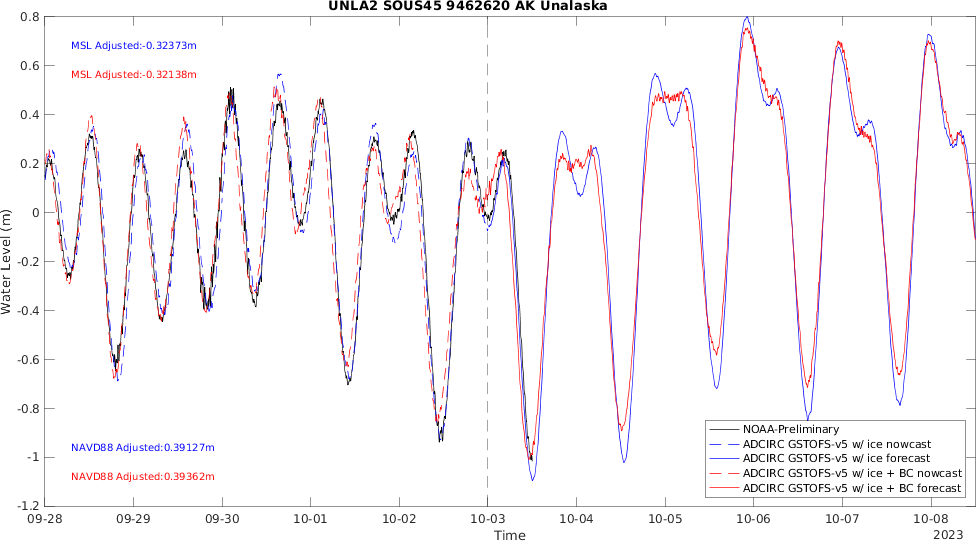 UNLA2 SOUS45 9462620 AK Unalaska
0.8
0.6
0.4
0.2
0
-0.2
-0.4
-0.6
-0.8
-1
-1.2
Water Level (m)
MSL Adjusted:-0.32373m
MSL Adjusted:-0.32138m
NAVD88 Adjusted:0.39127m
NAVD88 Adjusted:0.39362m
NOAA-Preliminary
ADCIRC GSTOFS-v5 w/ ice nowcast
ADCIRC GSTOFS-v5 w/ ice forecast
ADCIRC GSTOFS-v5 w/ ice + BC nowcast
ADCIRC GSTOFS-v5 w/ ice + BC forecast
09-28 09-29 09-30 10-01 10-02 10-03 10-04 10-05 10-06 10-07 10-08
Time
2023